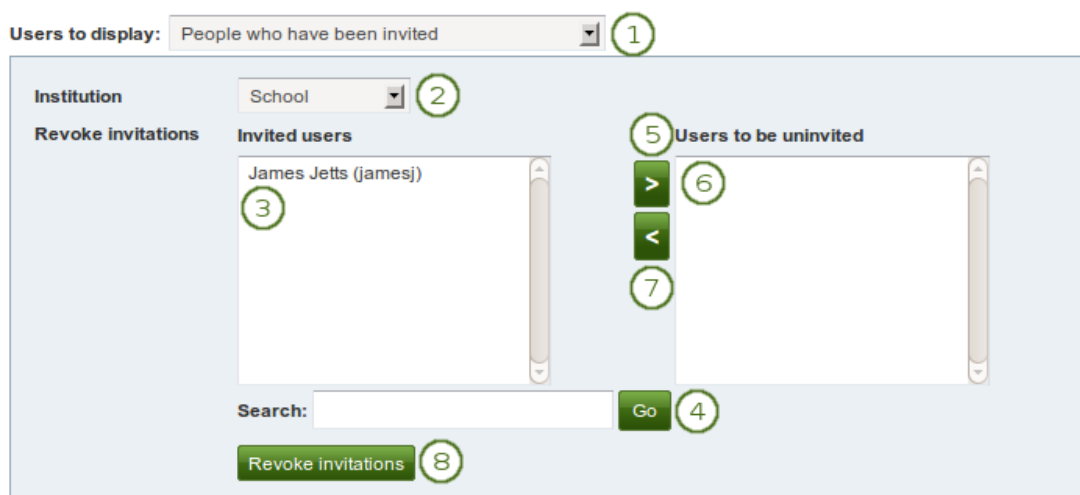 Users to display: People who have been invited 1
Institution School 2
Revoke invitations Invited users 5 Users to be uninvited
James Jetts (jamesj) > 6
3
<
7
Search: Go 4
Revoke invitations 8